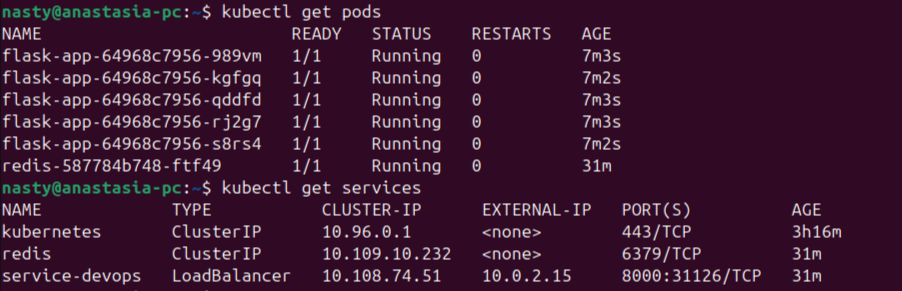 nasty@anastasia-pc:~$ kubectl get pods
NAME READY STATUS RESTARTS AGE
flask-app-64968c7956-989vm 1/1 Running 0 7m3s
flask-app-64968c7956-kgfgq 1/1 Running 0 7m2s
flask-app-64968c7956-qddfd 1/1 Running 0 7m3s
flask-app-64968c7956-rj2g7 1/1 Running 0 7m3s
flask-app-64968c7956-s8rs4 1/1 Running 0 7m2s
redis-587784b748-ftf49 1/1 Running 0 31m
nasty@anastasia-pc:~$ kubectl get services
NAME TYPE CLUSTER-IP EXTERNAL-IP PORT(S) AGE
kubernetes ClusterIP 10.96.0.1 <none> 443/TCP 3h16m
redis ClusterIP 10.109.10.232 <none> 6379/TCP 31m
service-devops LoadBalancer 10.108.74.51 10.0.2.15 8000:31126/TCP 31m